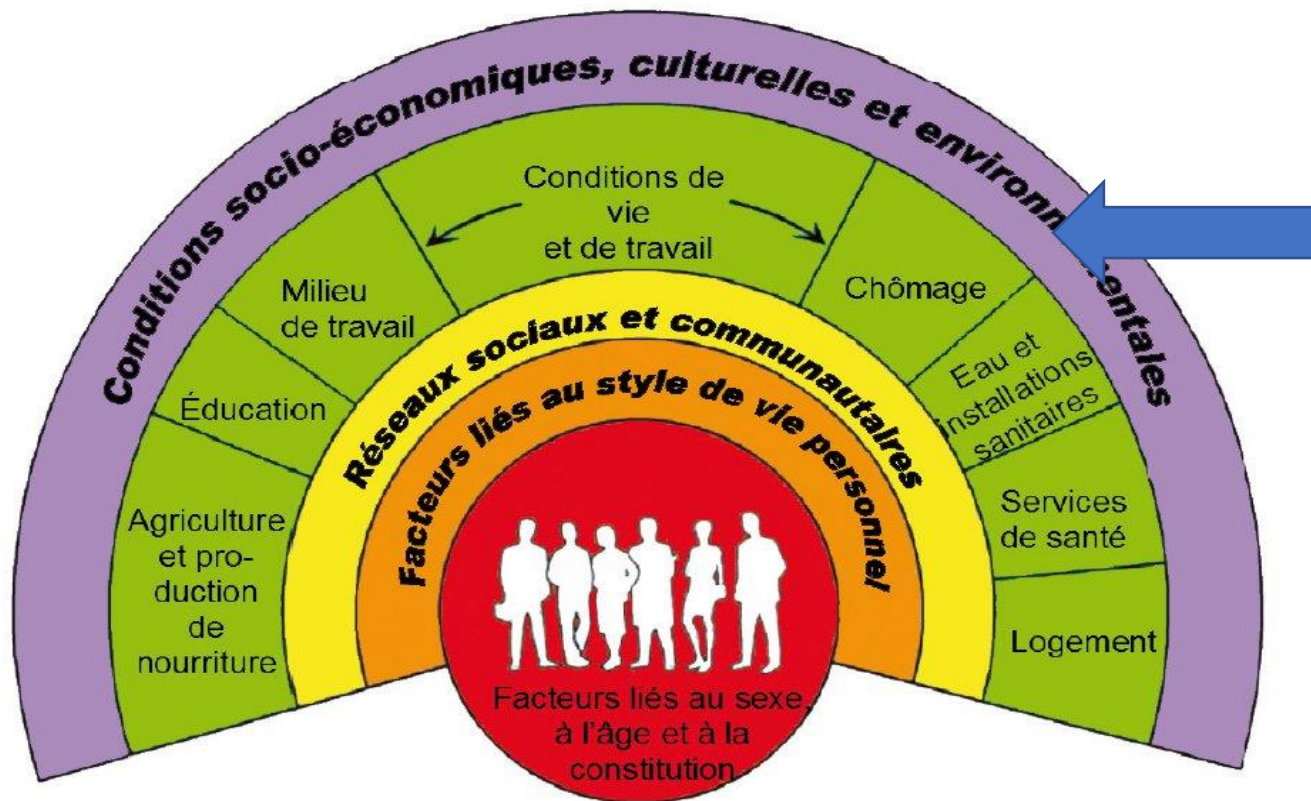 Conditions socio-économiques, culturelles et environnementales
Conditions de
vie
et de travail
Milieu
de travail
Chômage
Éducation
Eau et
installations
sanitaires
Agriculture
et pro-
duction
de
nourriture
Services
de santé
Logement
Réseaux sociaux et communautaires
Facteurs liés au style de vie personnel
Facteurs liés au sexe,
à l'âge et à la
constitution